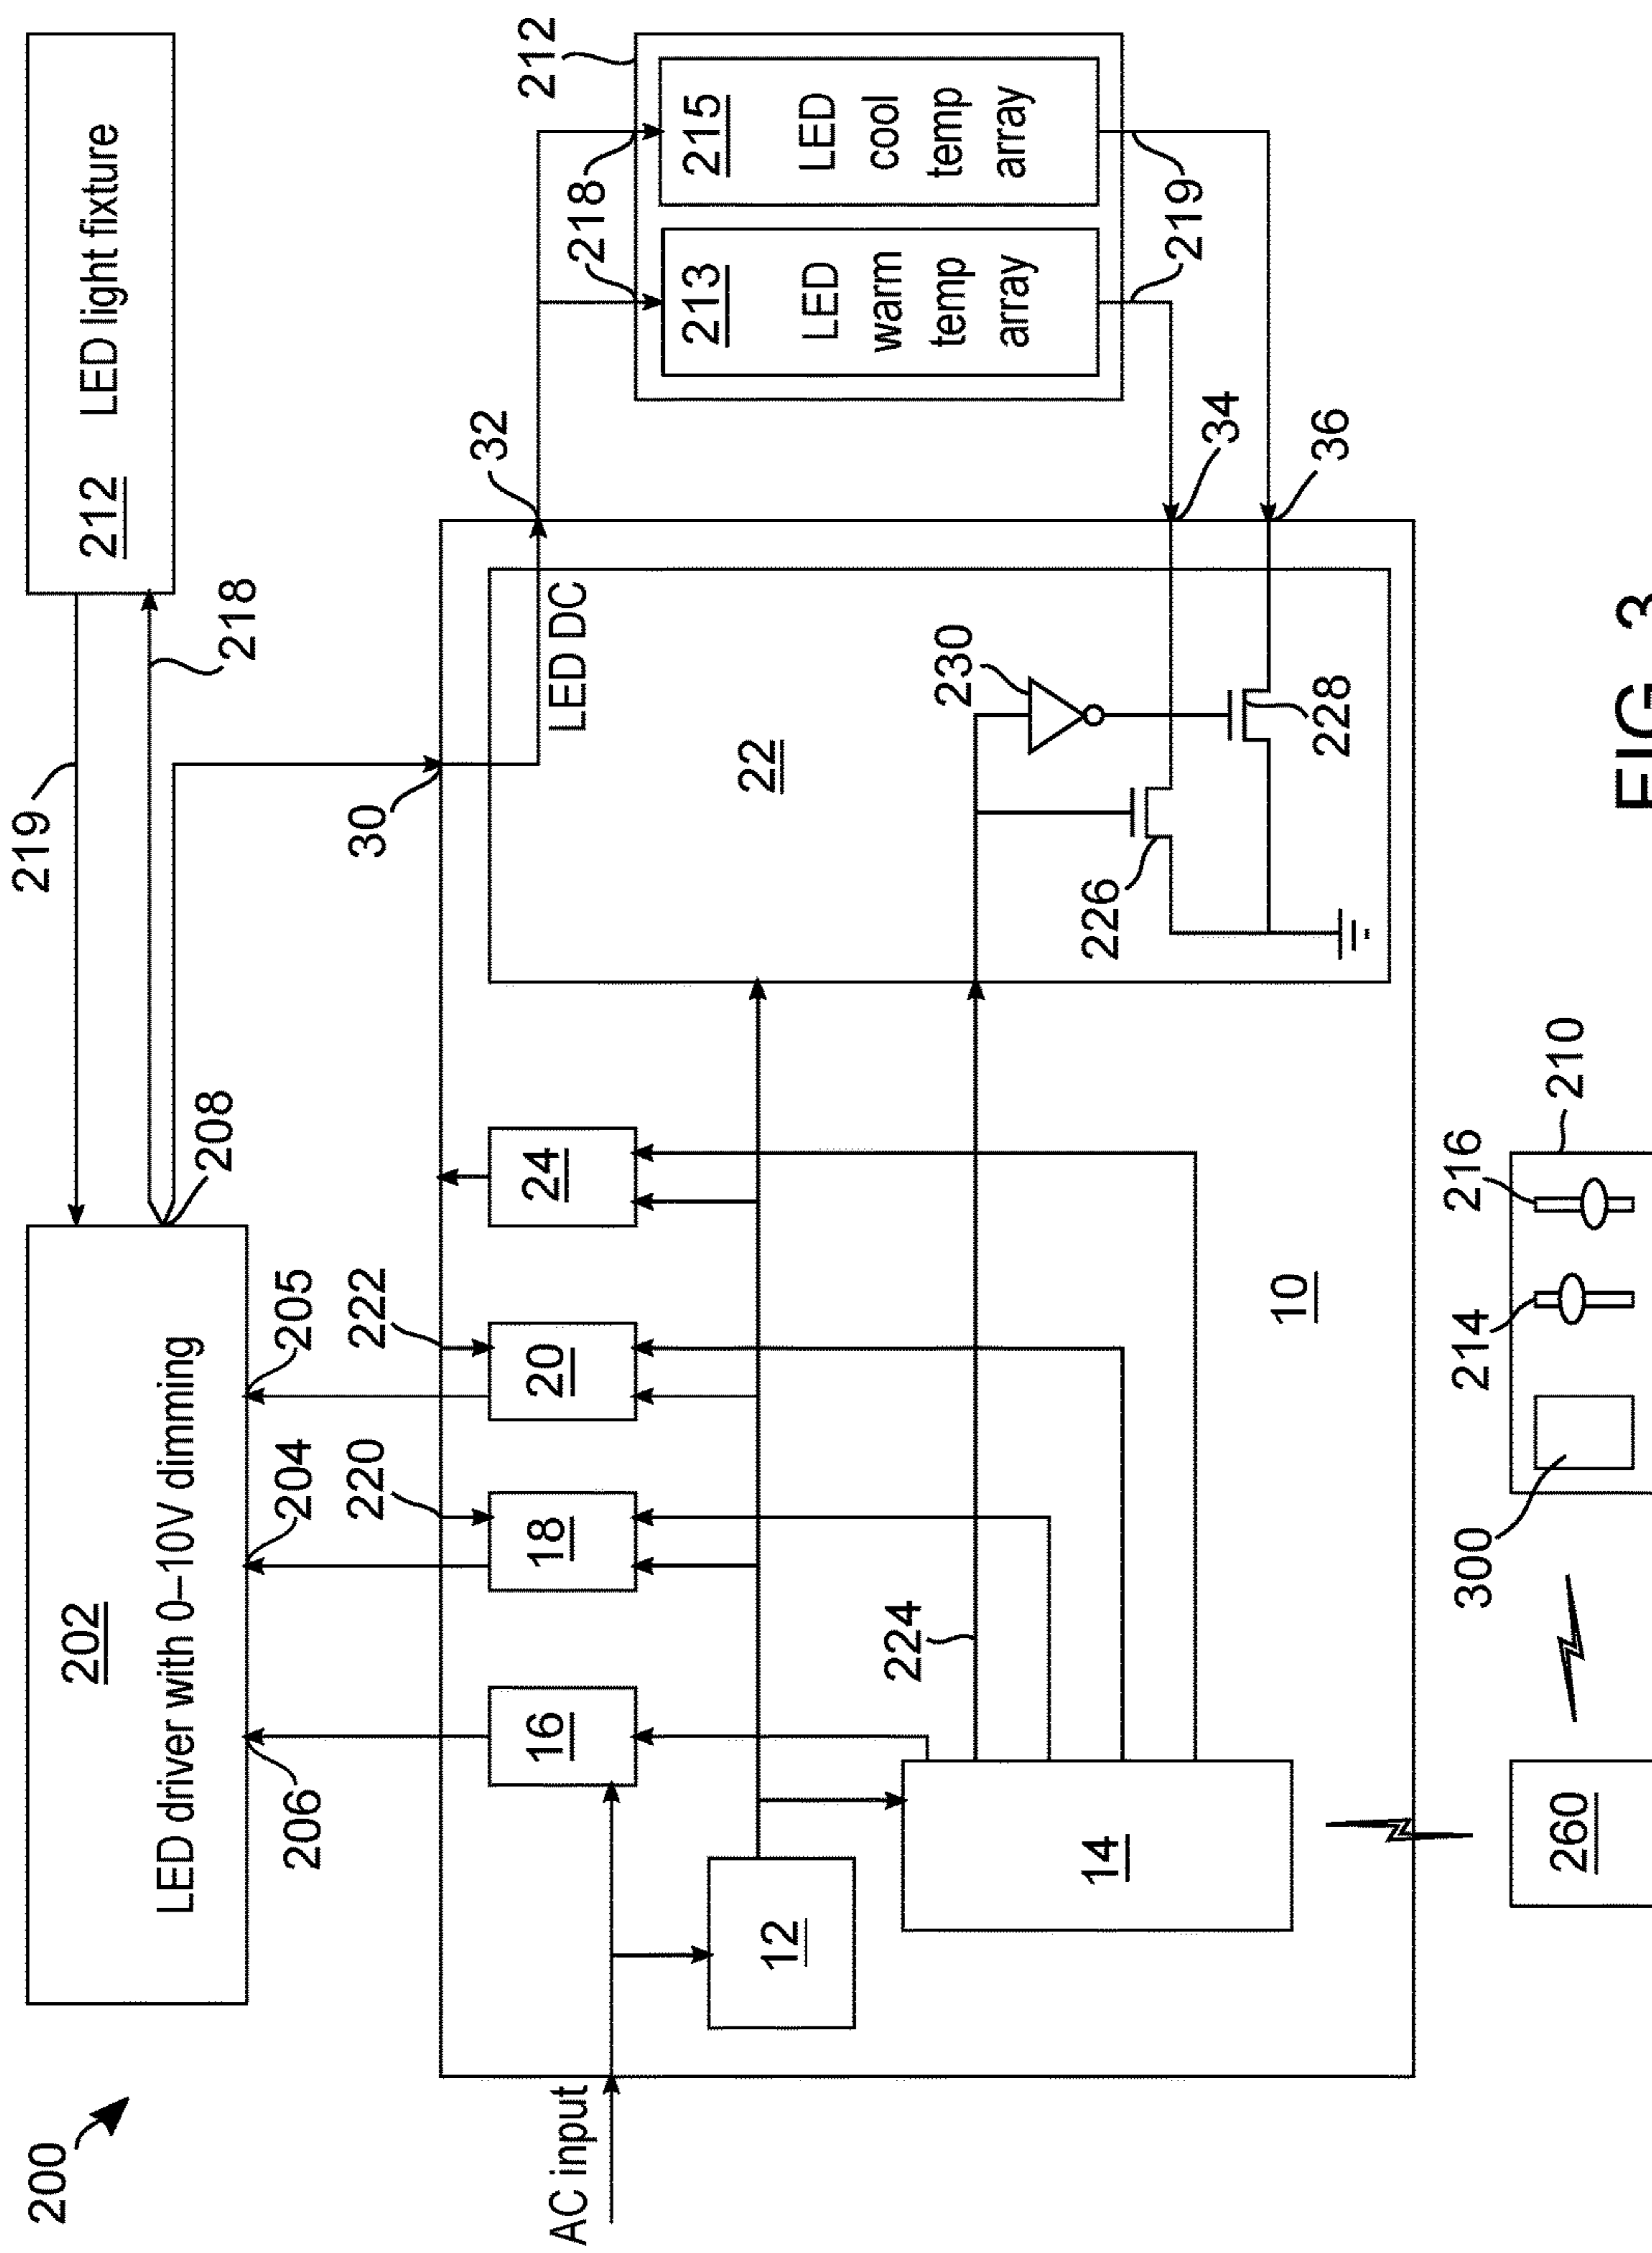 200
219
202
212 LED light fixture
LED driver with 0–10V dimming
208
218
206
204
205
220
222
30
32
212
16
18
20
24
AC input
LED DC
218
213
215
12
22
LED
warm
temp
array
LED
cool
temp
array
224
230
14
226
219
34
10
228
36
300
214
216
260
210
FIG. 3